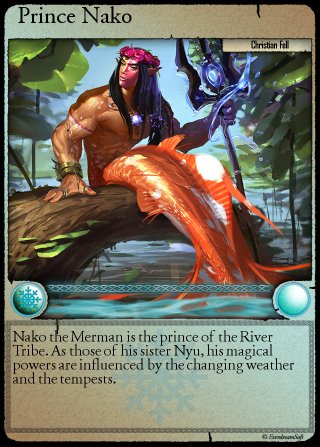 Prince Nako
Christian Fell
Nako the Merman is the prince of the River
Tribe. As those of his sister Nyu, his magical
powers are influenced by the changing weather
and the tempests.
© EverdreamSoft